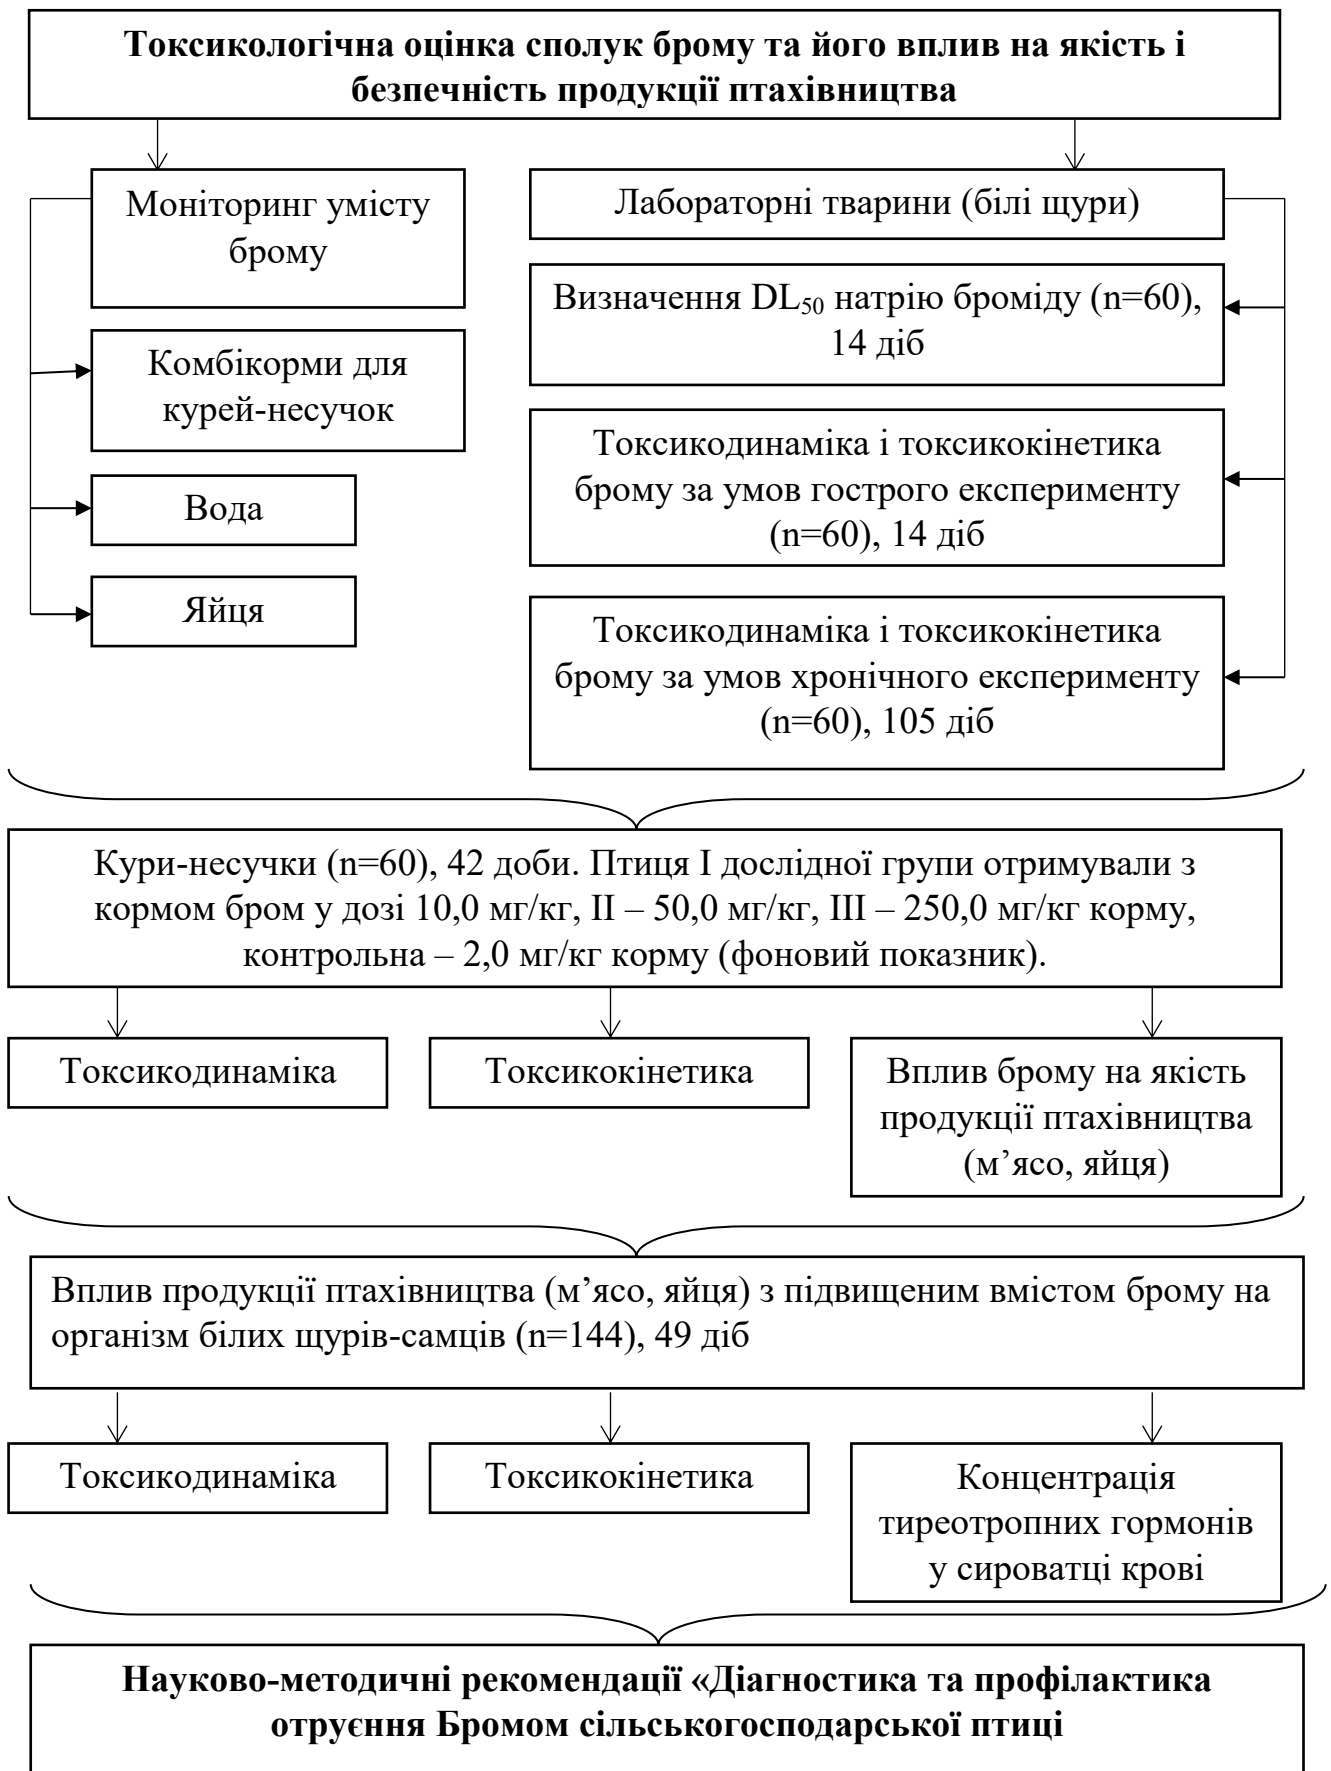 Токсикологічна оцінка сполук брому та його вплив на якість і
безпечність продукції птахівництва
Моніторинг умісту
брому
Комбікорми для
курей-несучок
Вода
Яйця
Лабораторні тварини (білі щури)
Визначення DL₅₀ натрію броміду (n=60),
14 діб
Токсикодинаміка і токсикокінетика
брому за умов гострого експерименту
(n=60), 14 діб
Токсикодинаміка і токсикокінетика
брому за умов хронічного експерименту
(n=60), 105 діб
Кури-несучки (n=60), 42 доби. Птиця I дослідної групи отримували з
кормом бром у дозі 10,0 мг/кг, II – 50,0 мг/кг, III – 250,0 мг/кг корму,
контрольна – 2,0 мг/кг корму (фоновий показник).
Токсикодинаміка
Токсикокінетика
Вплив брому на якість
продукції птахівництва
(м’ясо, яйця)
Вплив продукції птахівництва (м’ясо, яйця) з підвищеним вмістом брому на
організм білих щурів-самців (n=144), 49 діб
Токсикодинаміка
Токсикокінетика
Концентрація
тиреотропних гормонів
у сироватці крові
Науково-методичні рекомендації «Діагностика та профілактика
отруєння Бромом сільськогосподарської птиці